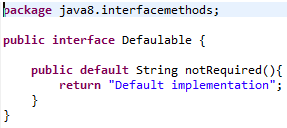 package java8.interfacemethods;
public interface Defaulable {
public default String notRequired(){
return "Default implementation";
}
}